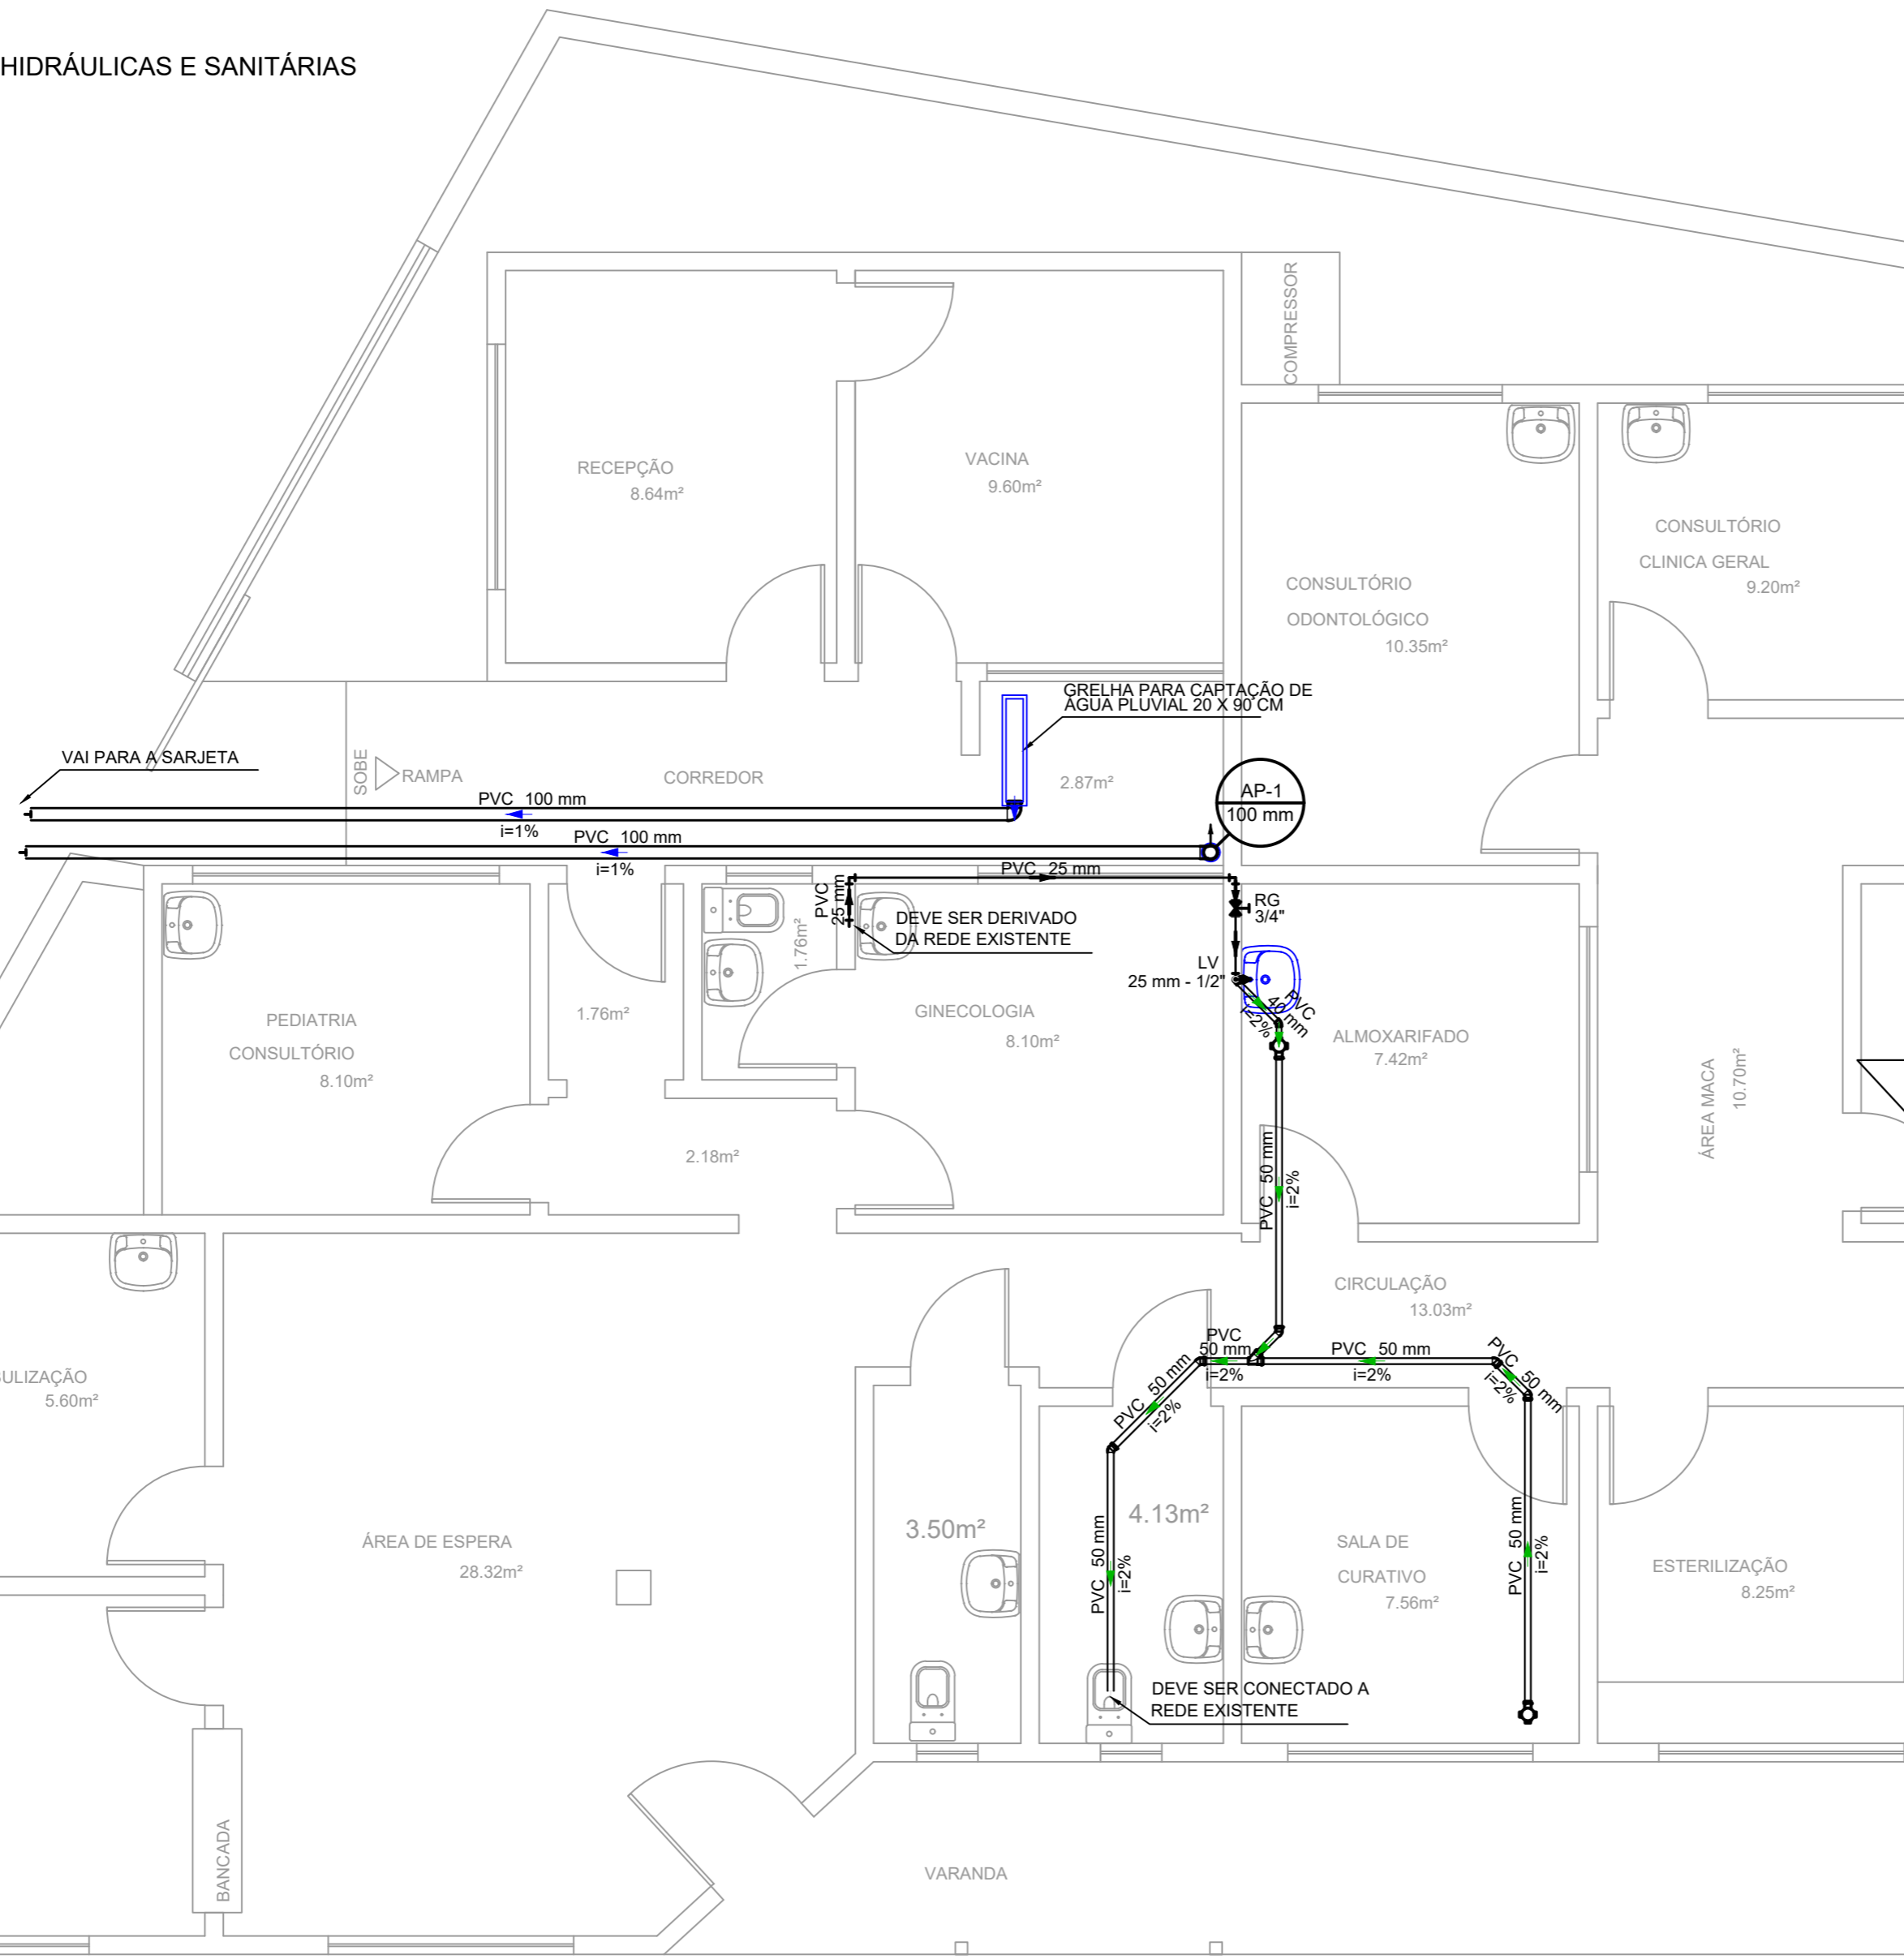 HIDRÁULICAS E SANITÁRIAS
COMPRESSOR
RECEPÇÃO
8.64m²
VACINA
9.60m²
CONSULTÓRIO
CLINICA GERAL
9.20m²
CONSULTÓRIO
ODONTOLÓGICO
10.35m²
GRELHA PARA CAPTAÇÃO DE
ÁGUA PLUVIAL 20 X 90 CM
VAI PARA A SARJETA
SOBE
RAMPA
CORREDOR
2.87m²
AP-1
100 mm
PVC 100 mm
i=1%
PVC 100 mm
i=1%
PVC 25 mm
PVC
25 mm
DEVE SER DERIVADO
DA REDE EXISTENTE
RG
3/4"
1.76m²
LV
25 mm - 1/2"
PVC
40 mm
i=2%
PEDIATRIA
CONSULTÓRIO
8.10m²
1.76m²
GINECOLOGIA
8.10m²
ALMOXARIFADO
7.42m²
ÁREA MACA
10.70m²
2.18m²
PVC 50 mm
i=2%
CIRCULAÇÃO
13.03m²
PVC
50 mm
i=2%
PVC 50 mm
i=2%
PVC 50 mm
i=2%
PVC 50 mm
i=2%
ULIZAÇÃO
5.60m²
3.50m²
4.13m²
PVC 50 mm
i=2%
PVC 50 mm
i=2%
ÁREA DE ESPERA
28.32m²
SALA DE
CURATIVO
7.56m²
ESTERILIZAÇÃO
8.25m²
DEVE SER CONECTADO A
REDE EXISTENTE
BANCADA
VARANDA